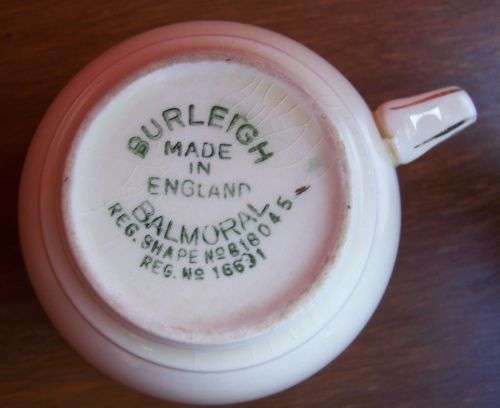 BURLEIGH
MADE
IN
ENGLAND
BALMORAL
REG. SHAPE No 818045
REG. No 16631